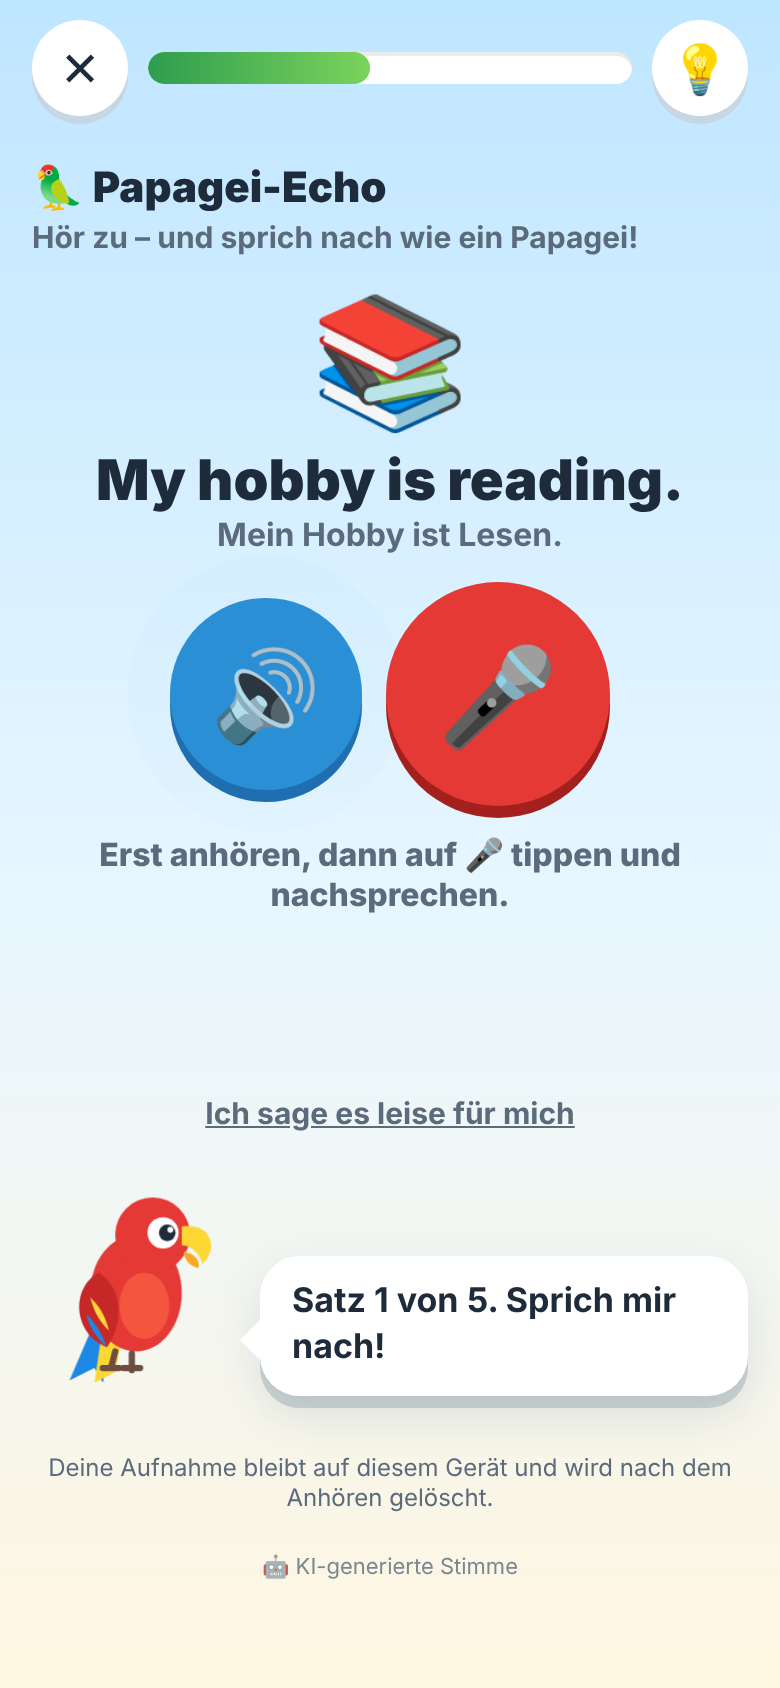 Papagei-Echo
Hör zu – und sprich nach wie ein Papagei!
My hobby is reading.
Mein Hobby ist Lesen.
Erst anhören, dann auf 🎤 tippen und
nachsprechen.
Ich sage es leise für mich
Satz 1 von 5. Sprich mir
nach!
Deine Aufnahme bleibt auf diesem Gerät und wird nach dem
Anhören gelöscht.
KI-generierte Stimme